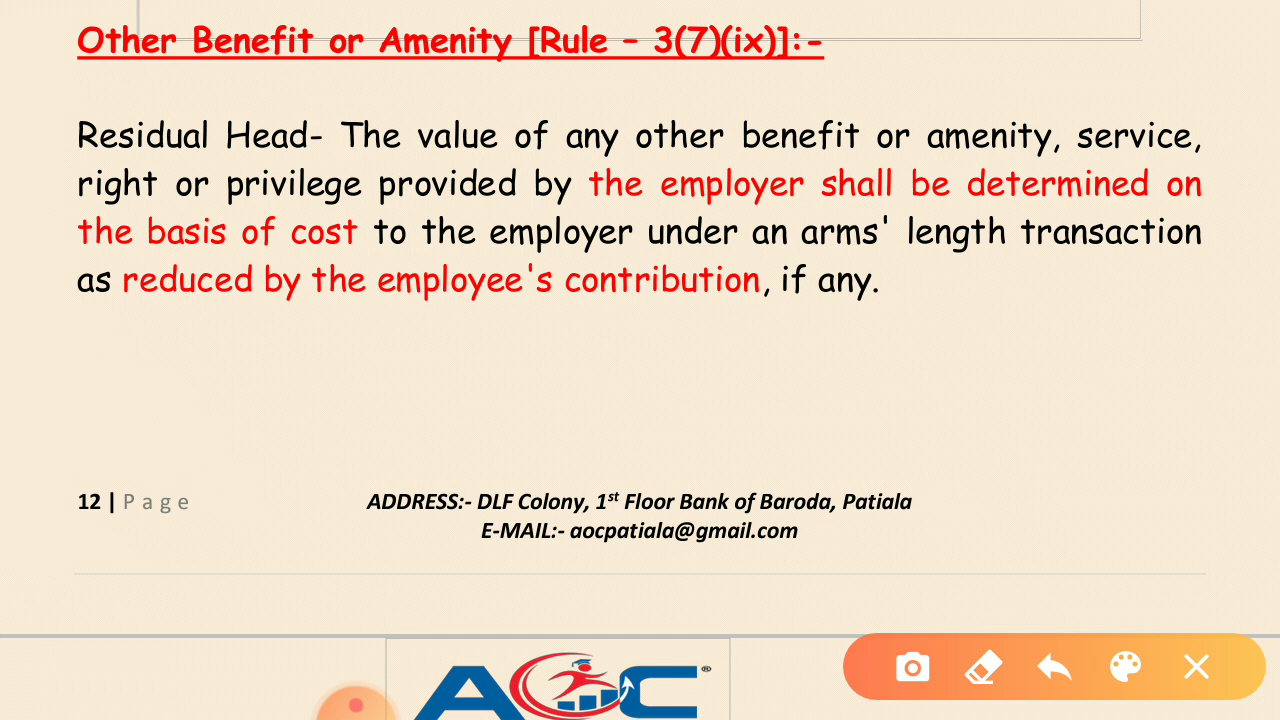 Other Benefit or Amenity [Rule – 3(7)(ix)]:-
Residual Head- The value of any other benefit or amenity, service,
right or privilege provided by the employer shall be determined on
the basis of cost to the employer under an arms' length transaction
as reduced by the employee's contribution, if any.
12 | Page
ADDRESS:- DLF Colony, 1st Floor Bank of Baroda, Patiala
E-MAIL:- aocpatiala@gmail.com
AOC®